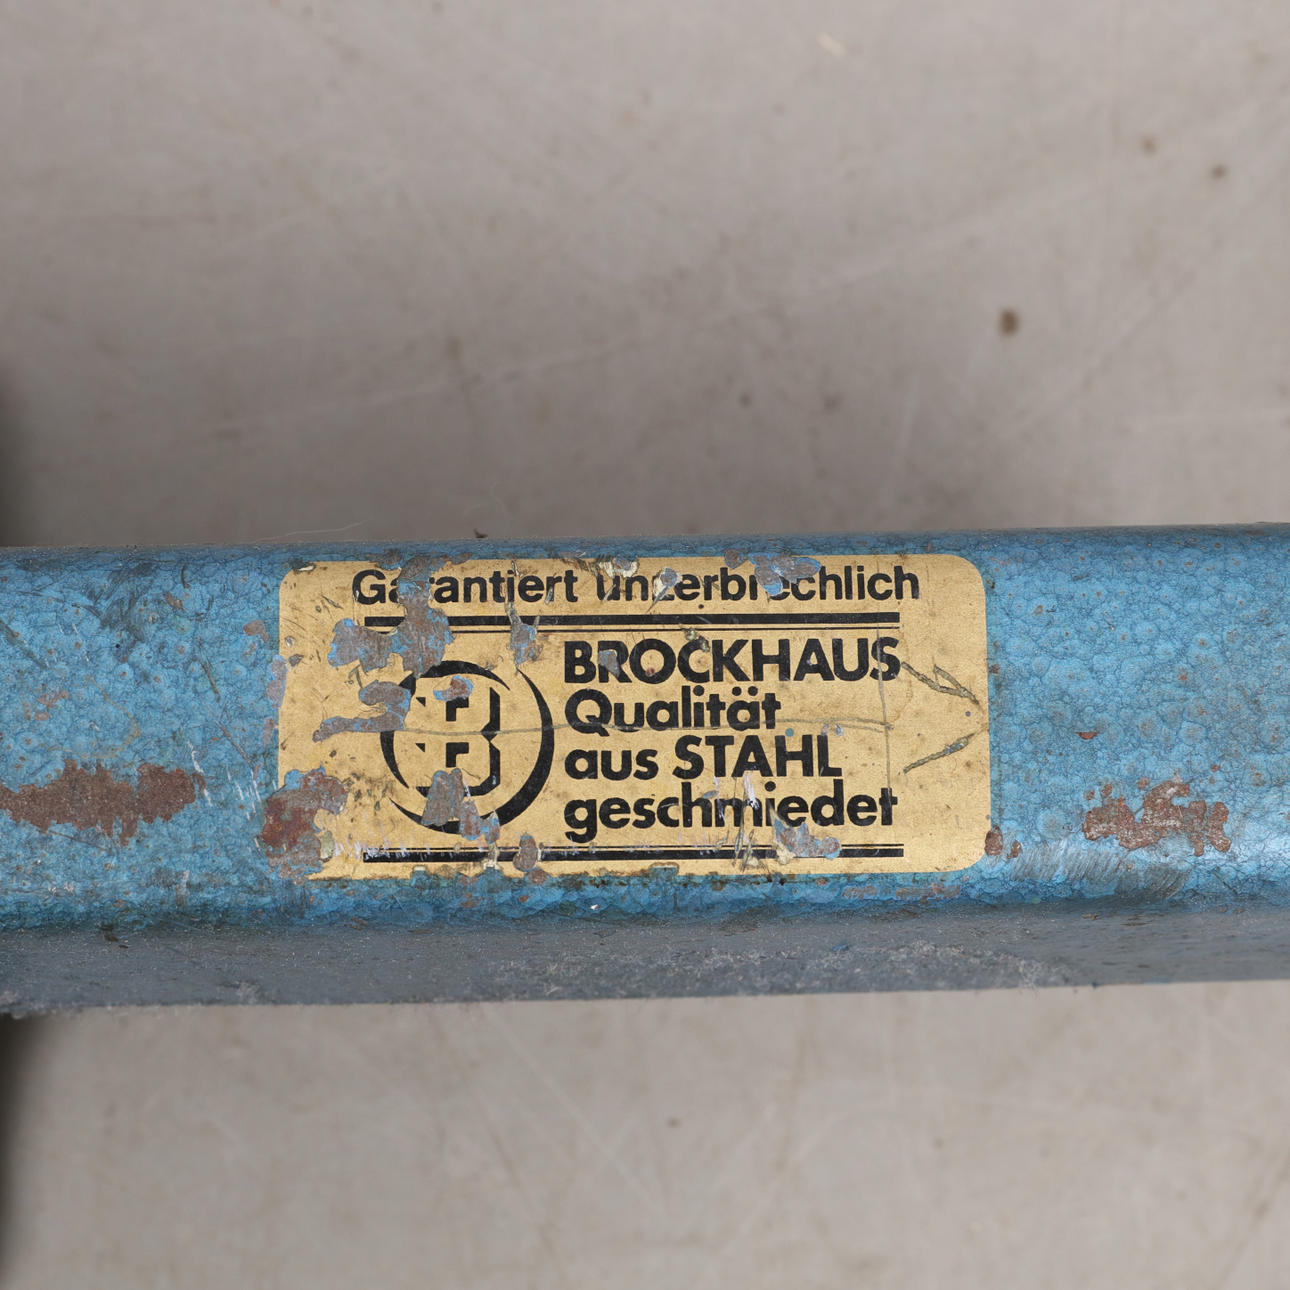 Garantiert unzerbrechlich
BROCKHAUS
Qualität
aus STAHL
geschmiedet
B